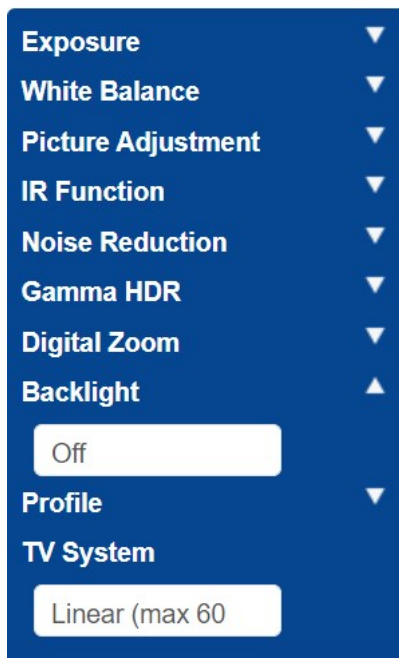 Exposure
White Balance
Picture Adjustment
IR Function
Noise Reduction
Gamma HDR
Digital Zoom
Backlight
Off
Profile
TV System
Linear (max 60